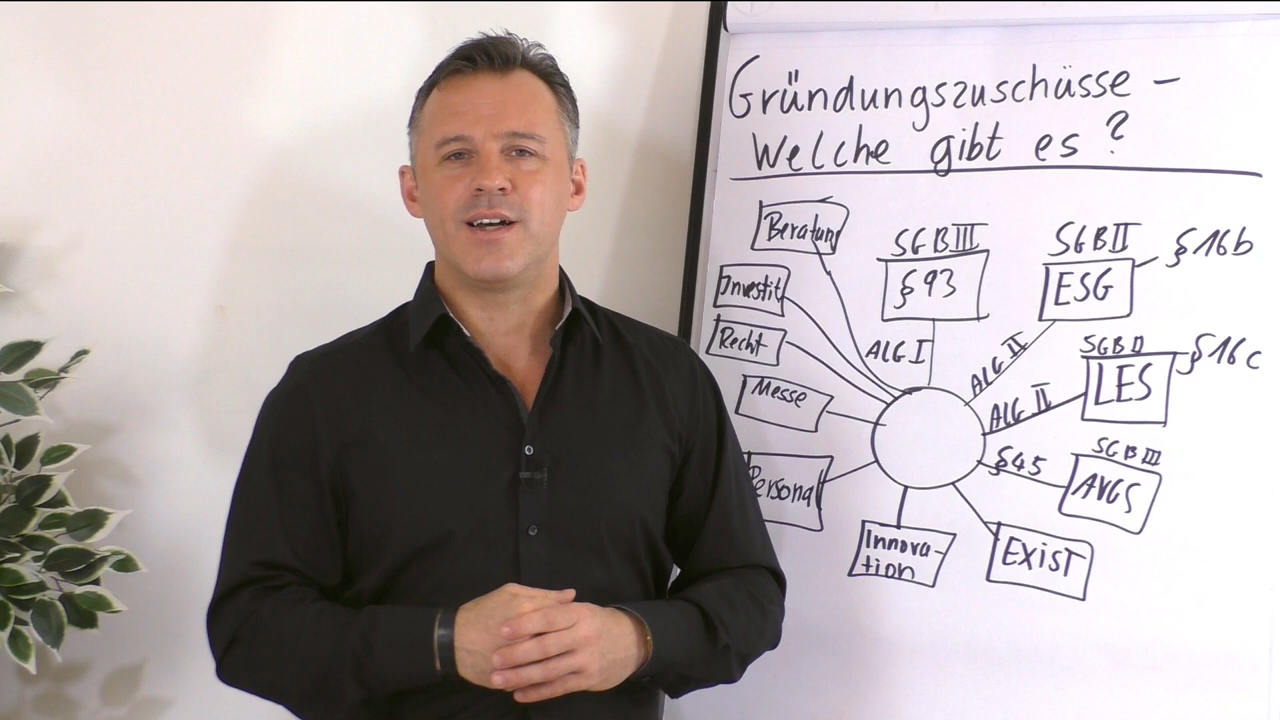 Gründungszuschüsse –
Welche gibt es?
Beratung
Investit
Recht
Messe
Personal
Innova-
tion
SGB III
§ 93
ALG I
SGB II
ESG
§ 16b
ALG II
SGB II
LES
§ 16c
ALG II
SGB III
AVGS
§ 45
EXIST